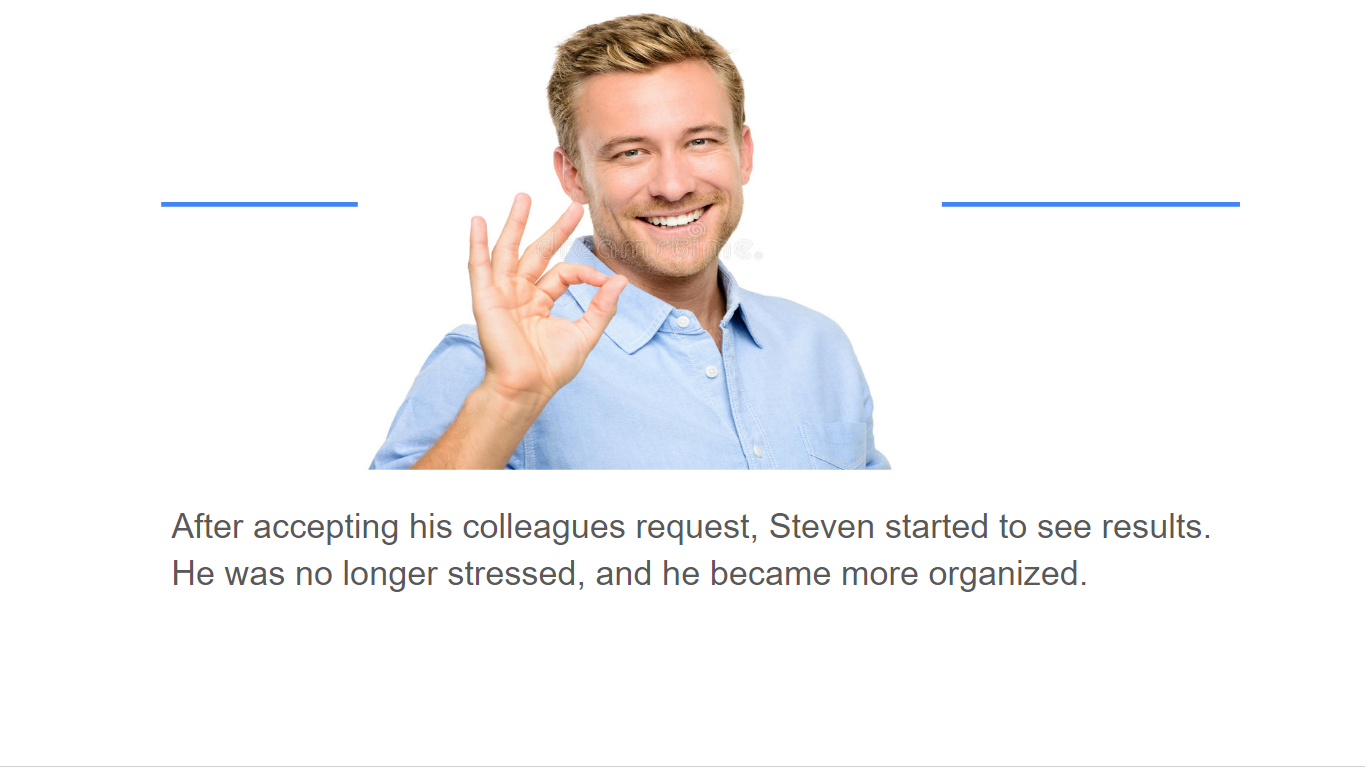 dreamstime.
After accepting his colleagues request, Steven started to see results.
He was no longer stressed, and he became more organized.